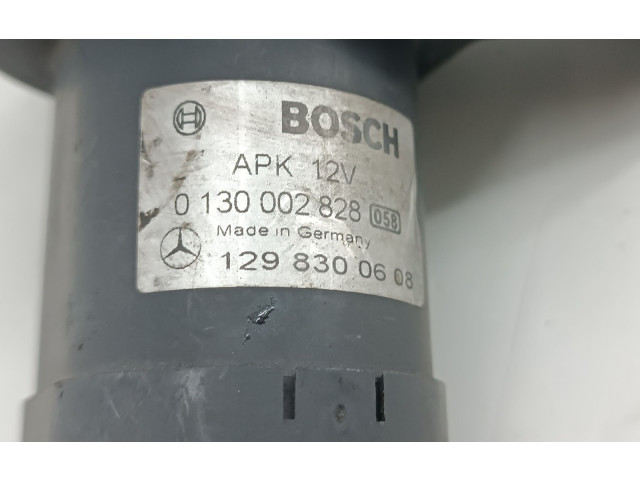 BOSCH
APK 12V
0 130 002 828 058
Made in Germany
129 830 06 08